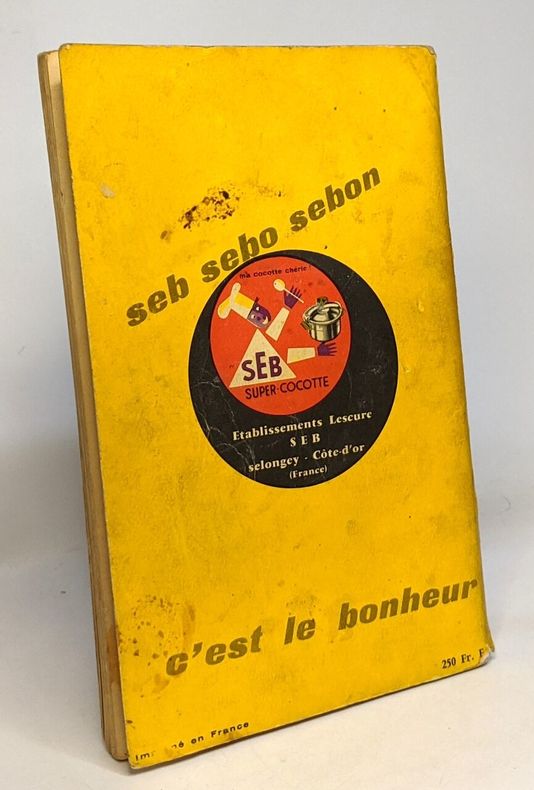 seb sebo sebon
ma cocotte chérie!
SEB
SUPER-COCOTTE
Etablissements Lescure
S E B
selongey - Côte-d'or
(France)
c'est le bonheur
250 Fr.
en France